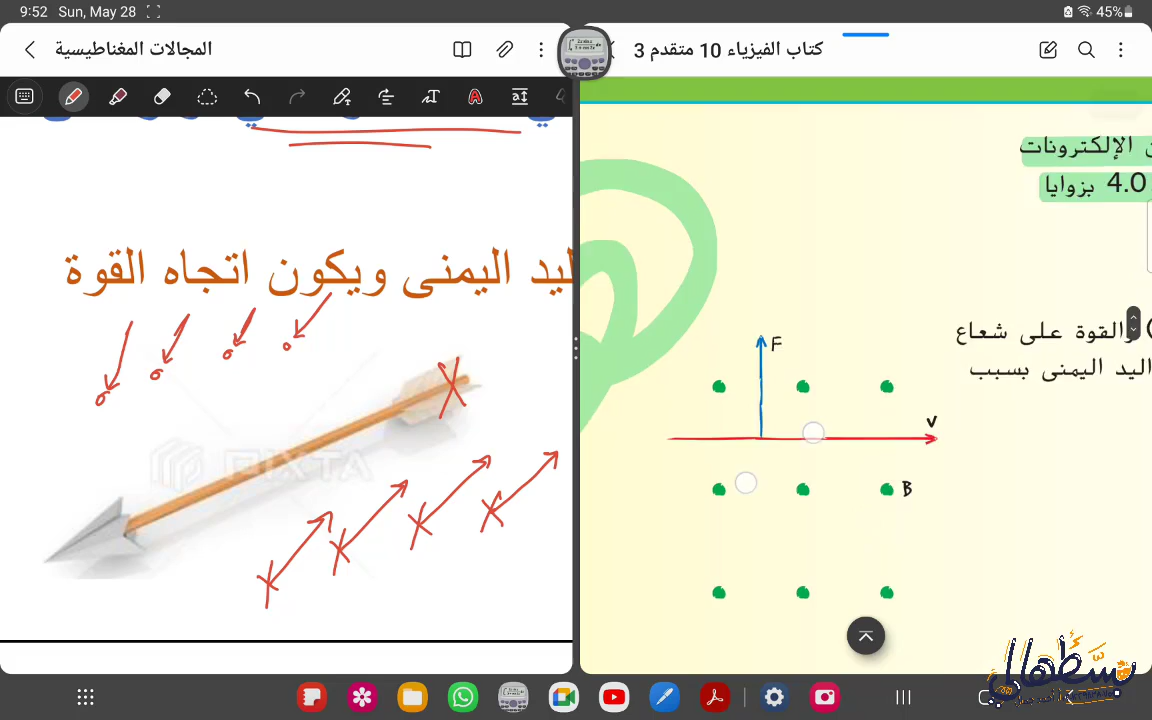 9:52 Sun, May 28
45%
المجالات المغناطيسية
كتاب الفيزياء 10 متقدم 3
ليد اليمنى ويكون اتجاه القوة
PIXTA
ن الإلكترونات
4.0 بزوايا
والقوة على شعاع
اليد اليمنى بسبب
F
V
B